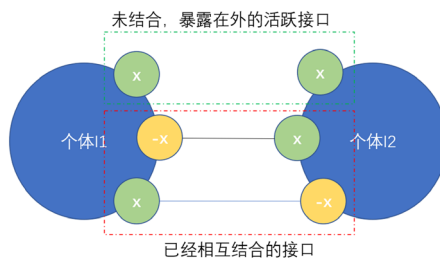 未结合，暴露在外的活跃接口
x
x
个体I1
-x
x
个体I2
x
-x
已经相互结合的接口